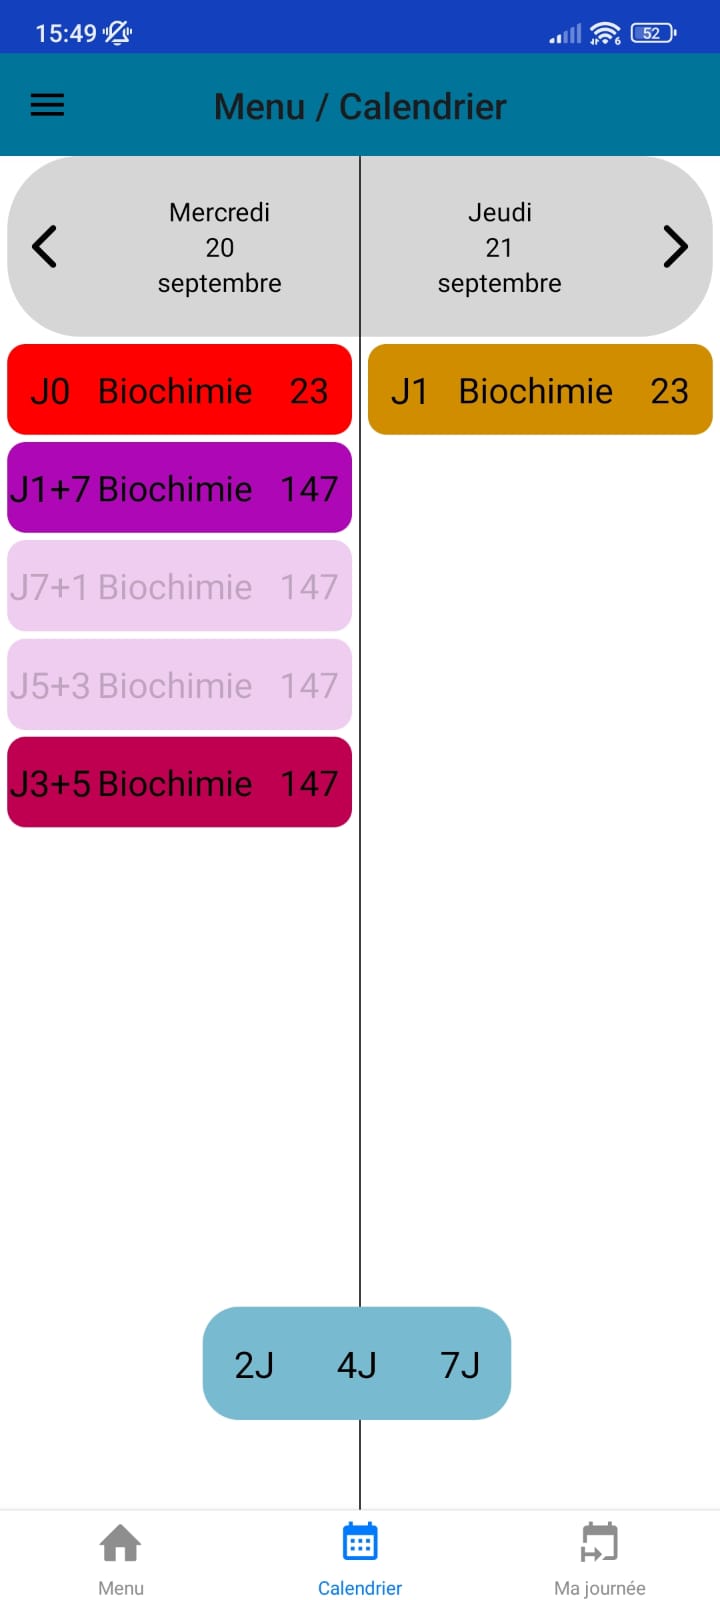 15:49
6
52
Menu / Calendrier
Mercredi
20
septembre
Jeudi
21
septembre
J0 Biochimie 23
J1 Biochimie 23
J1+7 Biochimie 147
J7+1 Biochimie 147
J5+3 Biochimie 147
J3+5 Biochimie 147
2J 4J 7J
Menu Calendrier Ma journée